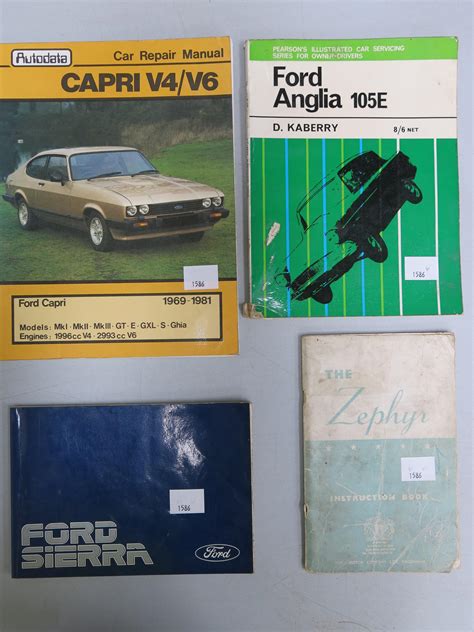 Autodata
Car Repair Manual
CAPRI V4/V6
1586
Ford Capri 1969-1981
Models: MkI · MkII · MkIII · GT · E · GXL · S · Ghia
Engines: 1996cc V4 · 2993cc V6
PEARSON'S ILLUSTRATED CAR SERVICING
SERIES FOR OWNER-DRIVERS
Ford
Anglia 105E
D. KABERRY 8/6 NET
1586
1586
FORD
SIERRA
Ford
THE
Zephyr
1586
INSTRUCTION BOOK